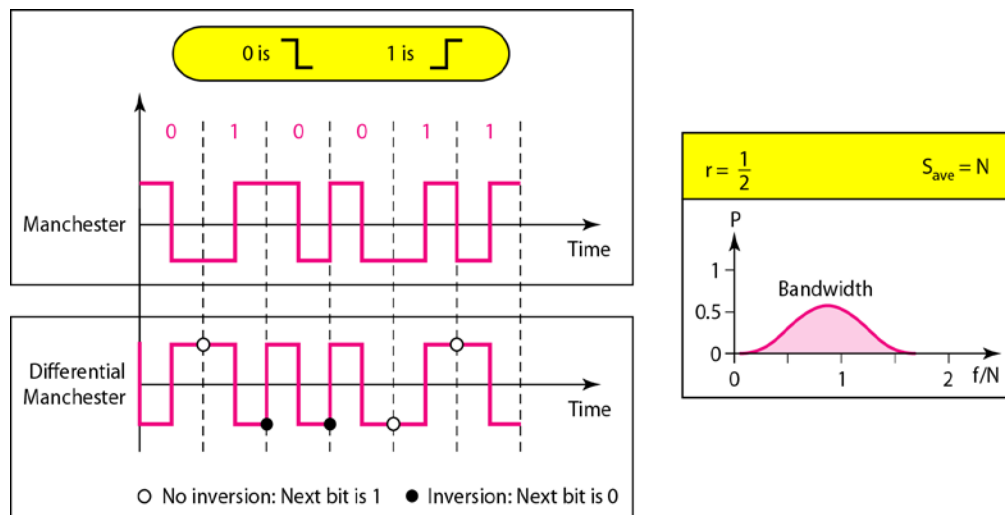 0 is 1 is
0 1 0 0 1 1
Manchester
Time
Differential
Manchester
Time
○ No inversion: Next bit is 1 ● Inversion: Next bit is 0
r = 1/2 S_ave = N
P
1
Bandwidth
0.5
0
0 1 2 f/N